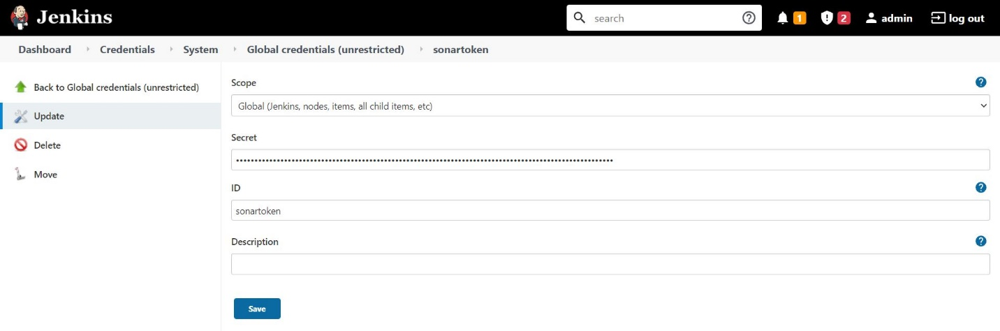 Jenkins
search
1
2
admin
log out
Dashboard Credentials System Global credentials (unrestricted) sonartoken
Back to Global credentials (unrestricted)
Update
Delete
Move
Scope
Global (Jenkins, nodes, items, all child items, etc)
Secret
ID
sonartoken
Description
Save